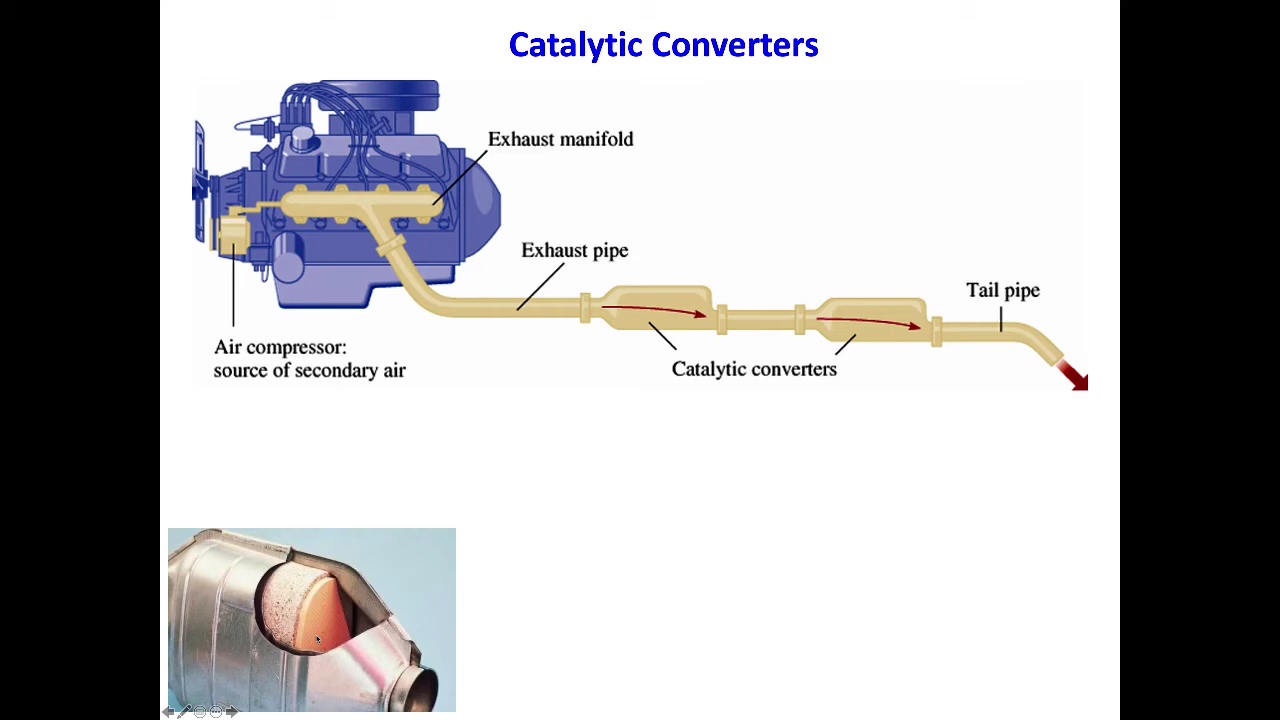 Catalytic Converters
Exhaust manifold
Exhaust pipe
Tail pipe
Air compressor:
source of secondary air
Catalytic converters